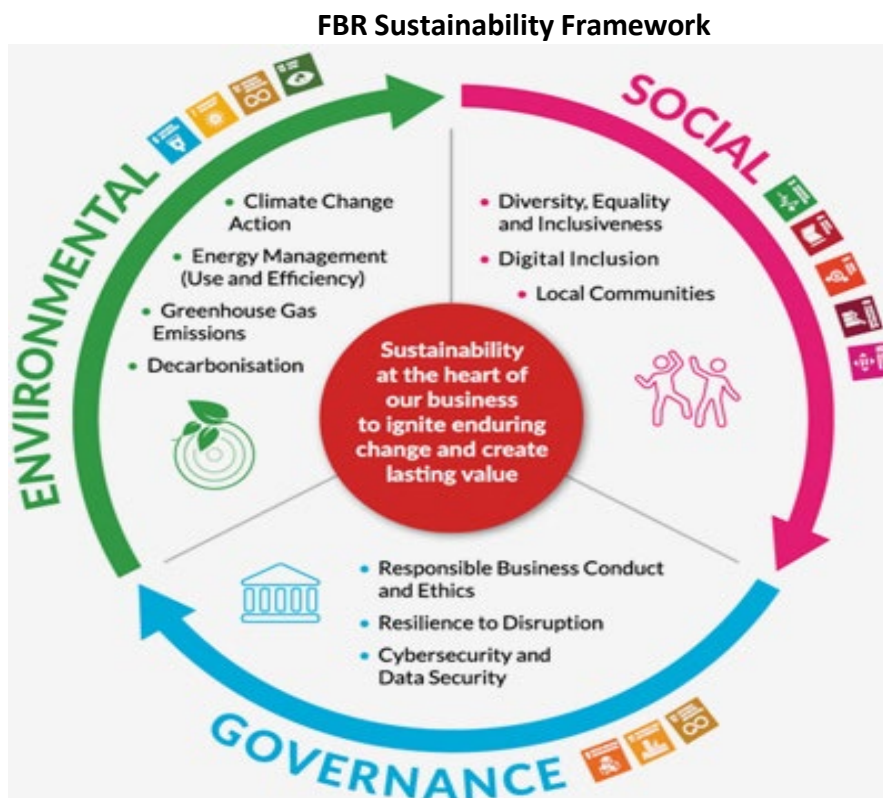 FBR Sustainability Framework
ENVIRONMENTAL
• Climate Change
Action
• Energy Management
(Use and Efficiency)
• Greenhouse Gas
Emissions
• Decarbonisation
SOCIAL
• Diversity, Equality
and Inclusiveness
• Digital Inclusion
• Local Communities
Sustainability
at the heart of
our business
to ignite enduring
change and create
lasting value
• Responsible Business Conduct
and Ethics
• Resilience to Disruption
• Cybersecurity and
Data Security
GOVERNANCE